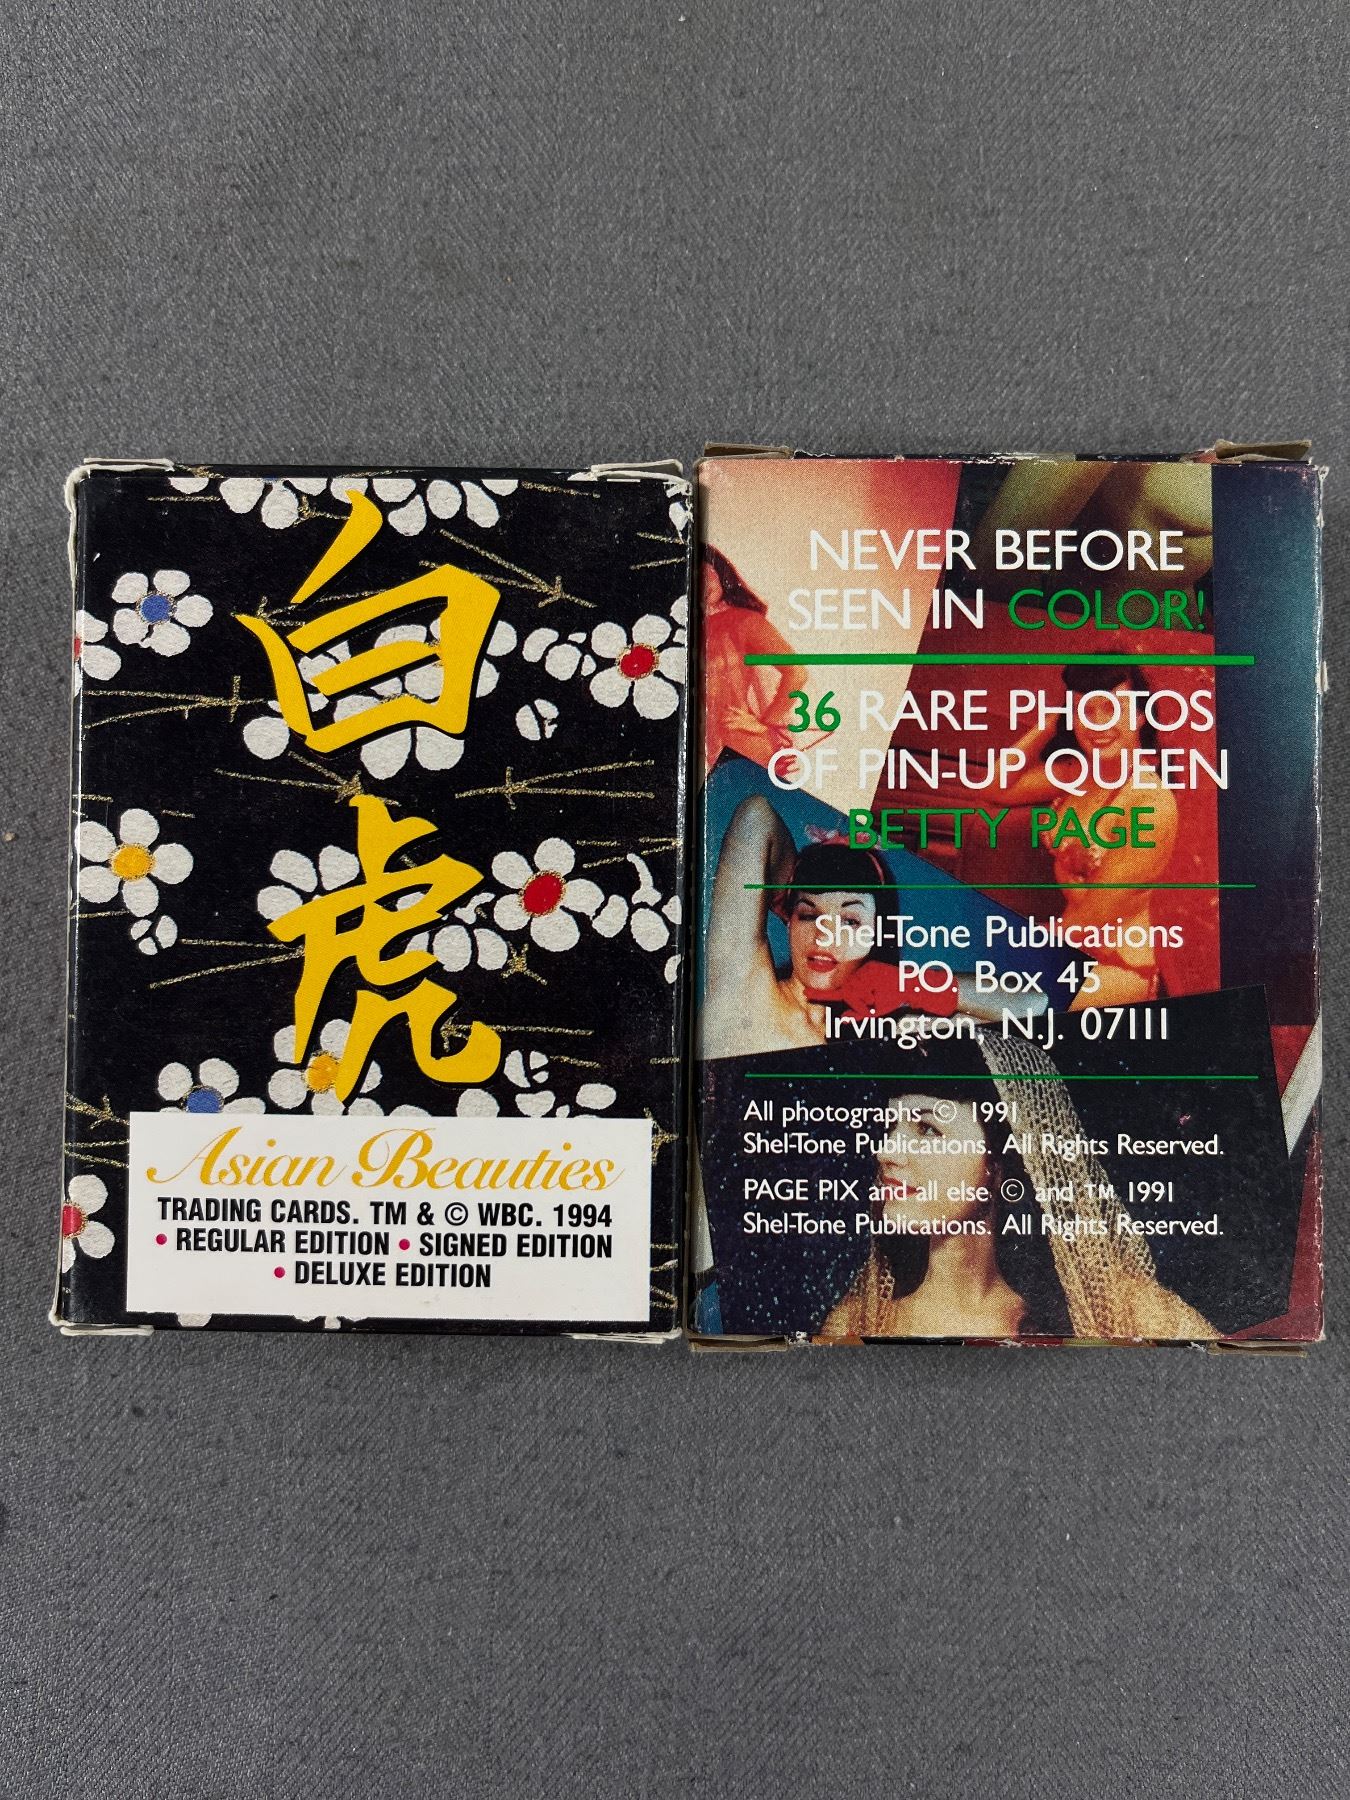 白
虎
Asian Beauties
TRADING CARDS. TM & © WBC. 1994
• REGULAR EDITION • SIGNED EDITION
• DELUXE EDITION
NEVER BEFORE
SEEN IN COLOR!
36 RARE PHOTOS
OF PIN-UP QUEEN
BETTY PAGE
Shel-Tone Publications
P.O. Box 45
Irvington, N.J. 07111
All photographs © 1991
Shel-Tone Publications. All Rights Reserved.
PAGE PIX and all else © and TM 1991
Shel-Tone Publications. All Rights Reserved.